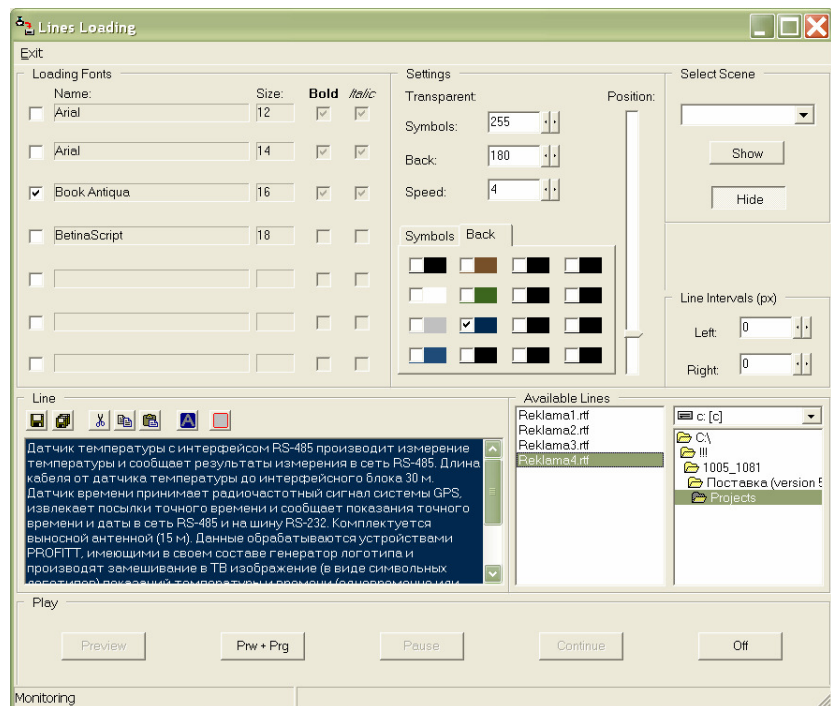 Lines Loading
Exit
Loading Fonts
Name: Size: Bold Italic
Arial 12
Arial 14
Book Antiqua 16
BetinaScript 18
Settings
Transparent:
Symbols: 255
Back: 180
Speed: 4
Position:
Symbols Back
Select Scene
Show
Hide
Line Intervals (px)
Left: 0
Right: 0
Line
Датчик температуры с интерфейсом RS-485 производит измерение
температуры и сообщает результаты измерения в сеть RS-485. Длина
кабеля от датчика температуры до интерфейсного блока 30 м.
Датчик времени принимает радиочастотный сигнал системы GPS,
извлекает посылки точного времени и сообщает показания точного
времени и даты в сеть RS-485 и на шину RS-232. Комплектуется
выносной антенной (15 м). Данные обрабатываются устройствами
PROFITT, имеющими в своем составе генератор логотипа и
производят замешивание в ТВ изображение (в виде символьных
логотипов) показаний температуры и времени (одновременно или
Available Lines
Reklama1.rtf
Reklama2.rtf
Reklama3.rtf
Reklama4.rtf
c: [c]
C:\
!!!
1005_1081
Поставка (version 5
Projects
Play
Preview
Prw + Prg
Pause
Continue
Off
Monitoring